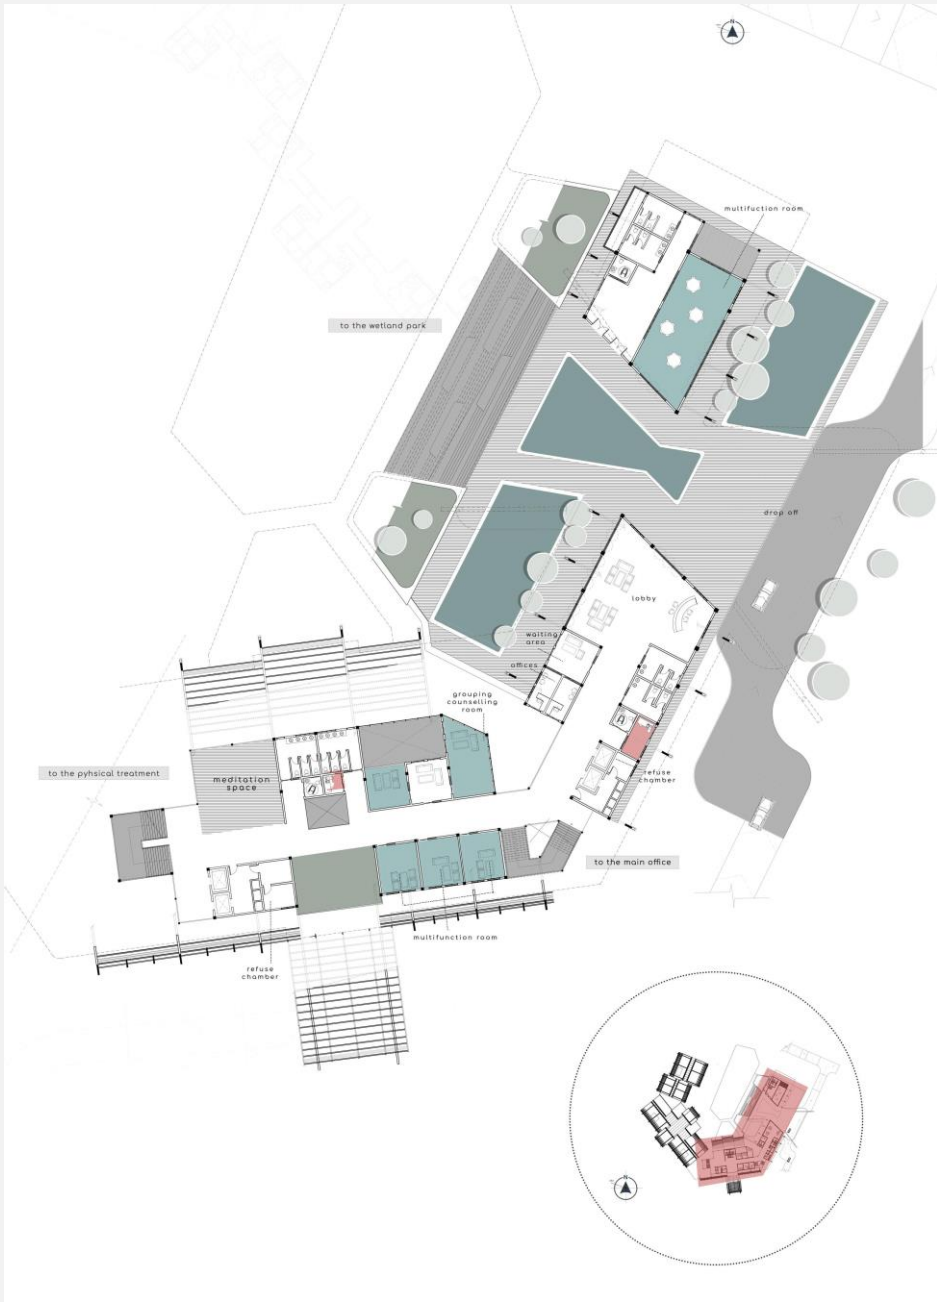 N
multifuction room
to the wetland park
drop off
lobby
waiting
area
offices
grouping
counselling
room
to the pyhsical treatment
meditation
space
refuse
chamber
to the main office
multifunction room
refuse
chamber
N